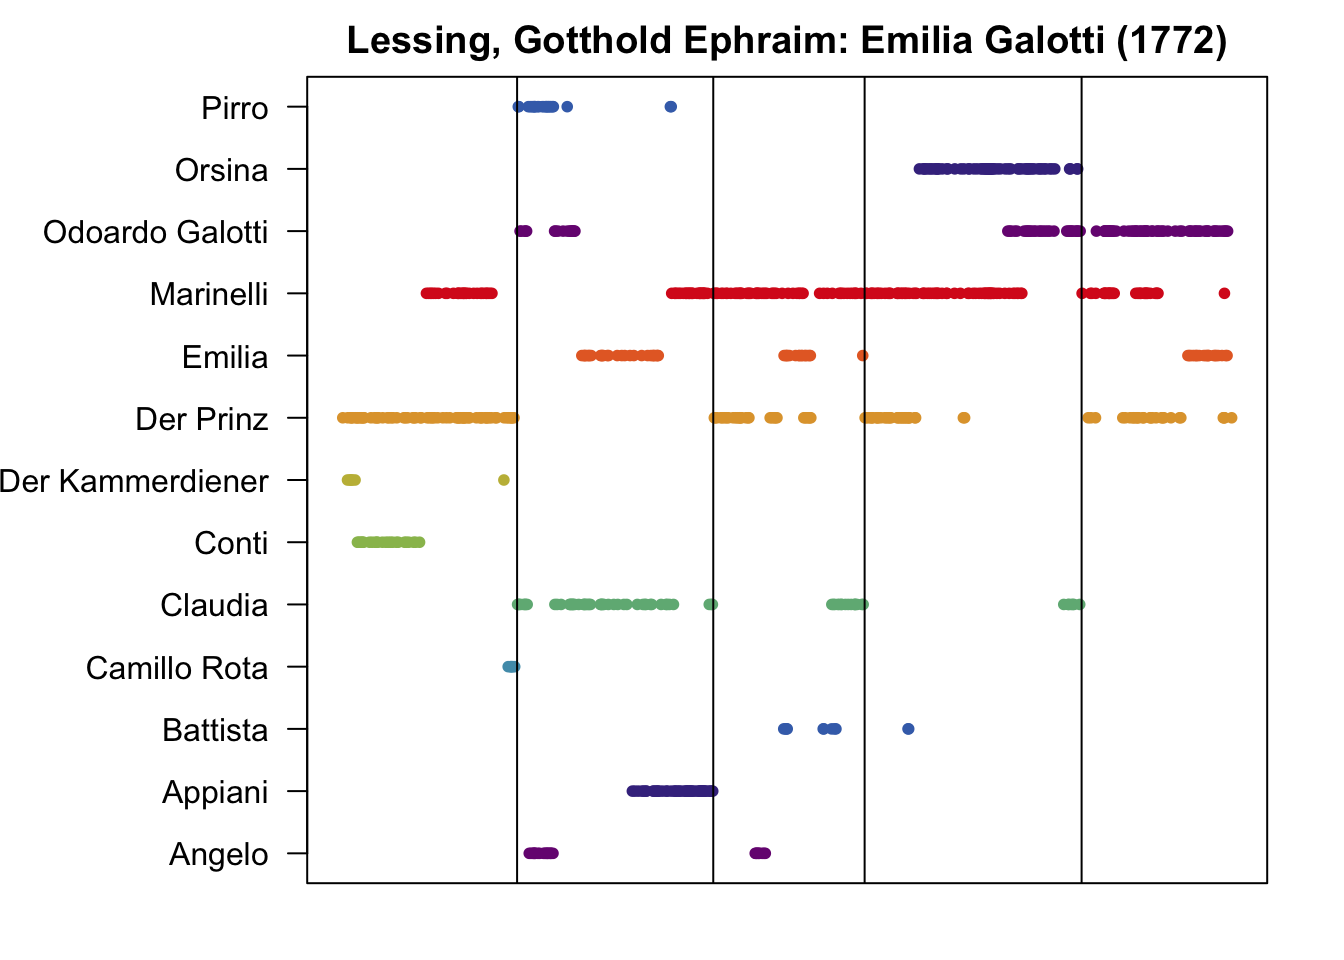 Lessing, Gotthold Ephraim: Emilia Galotti (1772)
Pirro
Orsina
Odoardo Galotti
Marinelli
Emilia
Der Prinz
Der Kammerdiener
Conti
Claudia
Camillo Rota
Battista
Appiani
Angelo